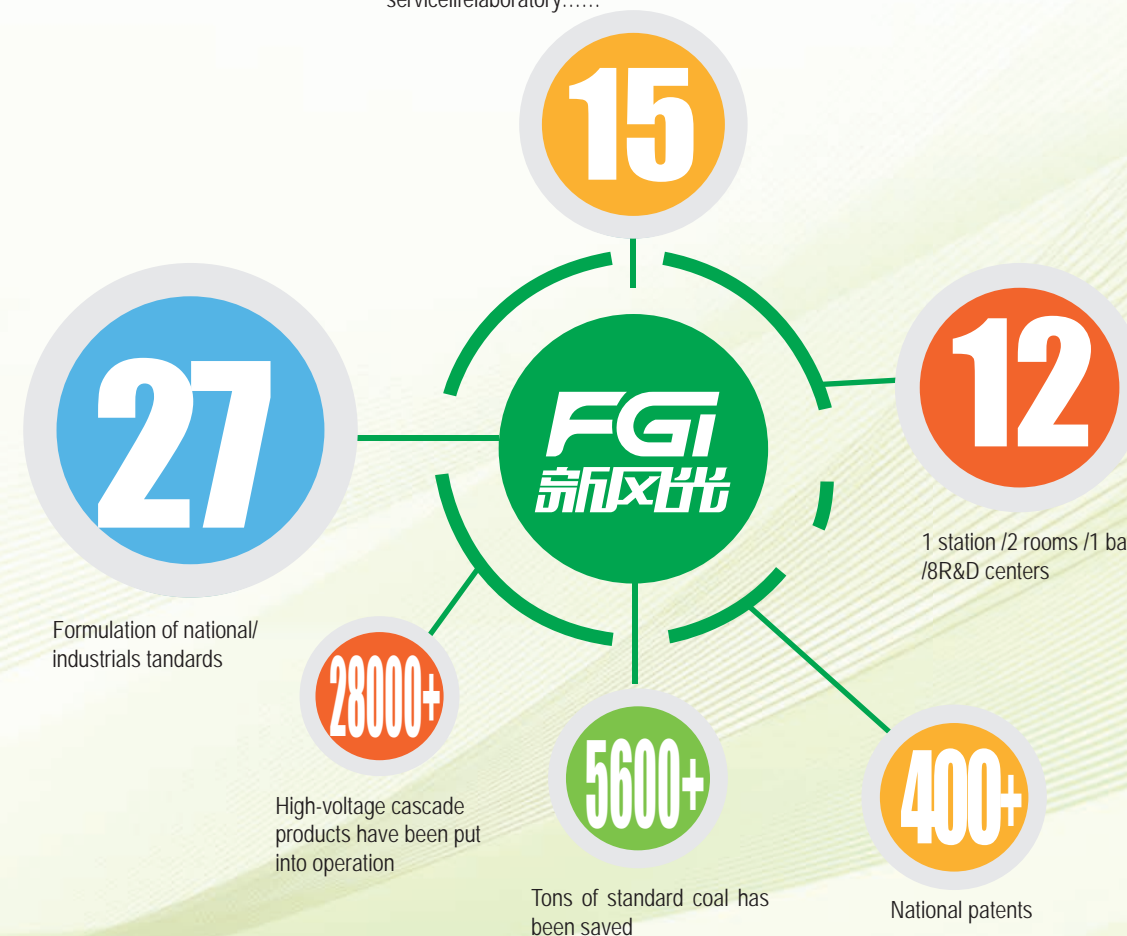 servicelifelaboratory……
15
27
12
FGI
新风光
1 station /2 rooms /1 ba
/8R&D centers
Formulation of national/
industrials tandards
28000+
5600+
400+
High-voltage cascade
products have been put
into operation
Tons of standard coal has
been saved
National patents